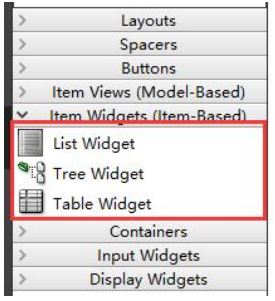 Layouts
Spacers
Buttons
Item Views (Model-Based)
Item Widgets (Item-Based)
List Widget
Tree Widget
Table Widget
Containers
Input Widgets
Display Widgets